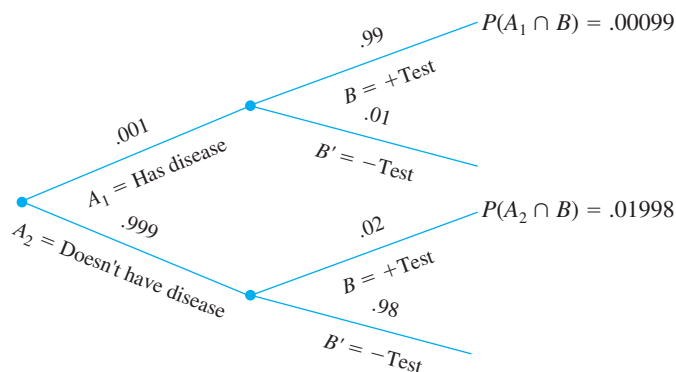 .99
P(A₁ ∩ B) = .00099
B = +Test
.01
.001
B' = −Test
A₁ = Has disease
.999
.02
P(A₂ ∩ B) = .01998
A₂ = Doesn't have disease
B = +Test
.98
B' = −Test